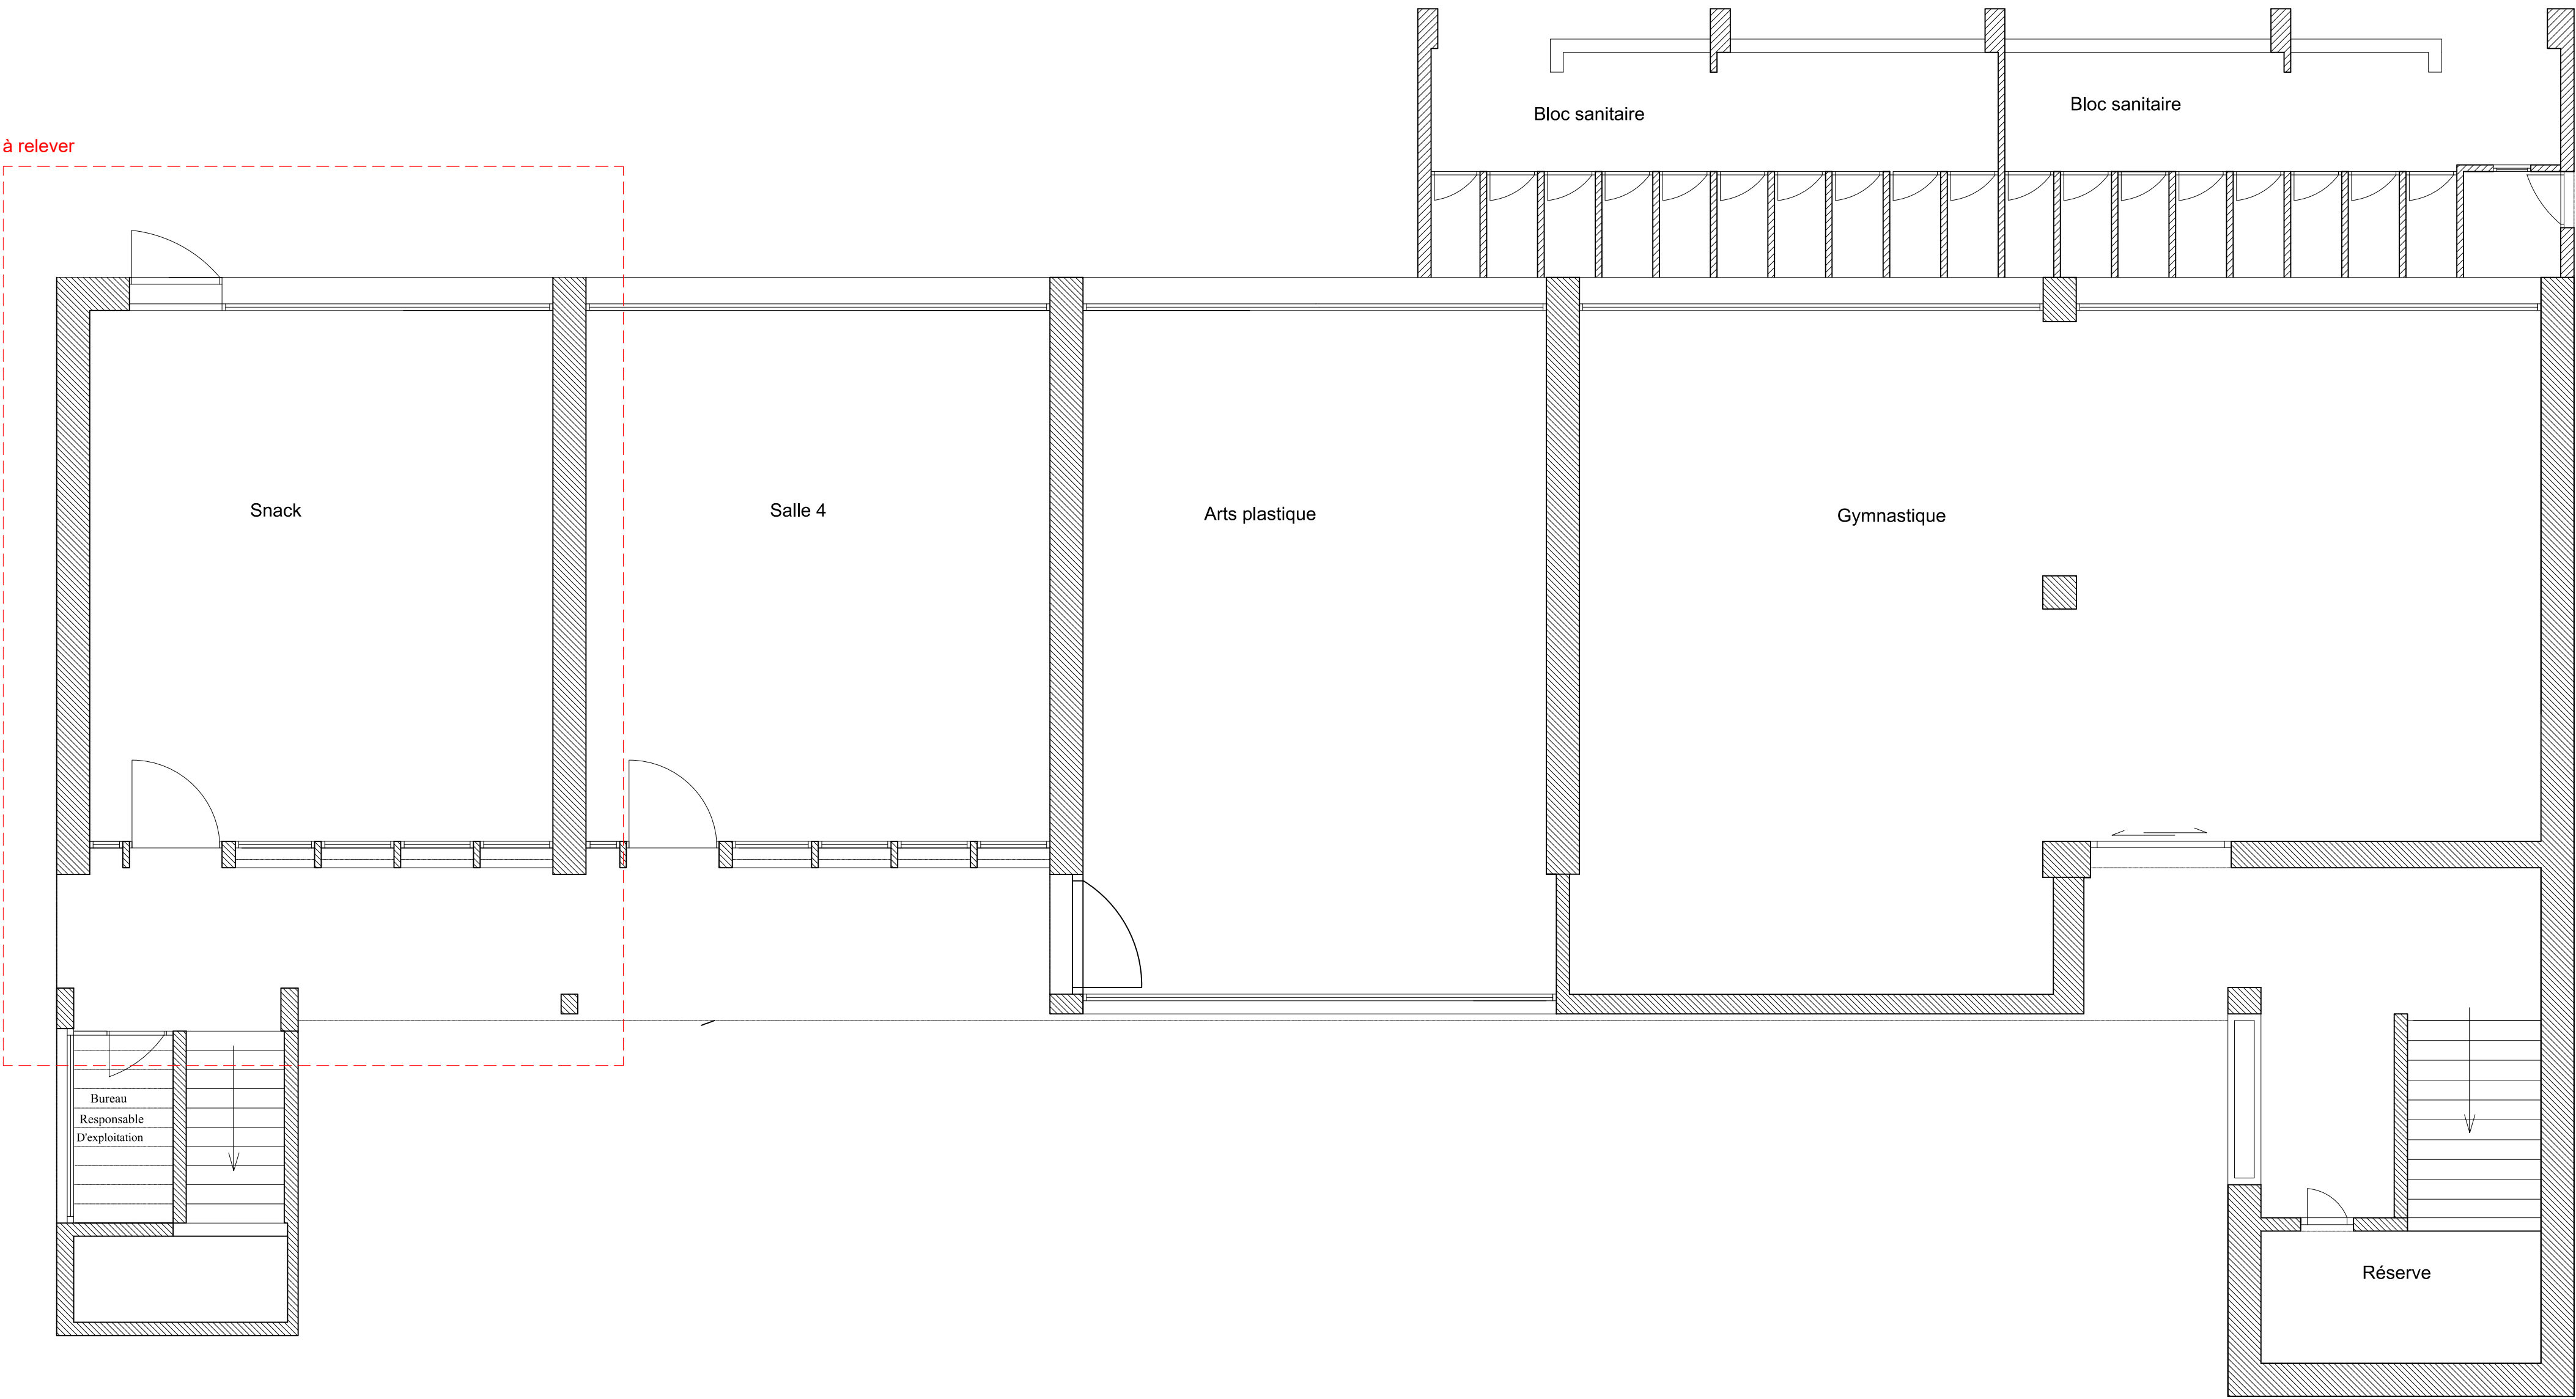 Bloc sanitaire
Bloc sanitaire
à relever
Snack
Salle 4
Arts plastique
Gymnastique
Bureau
Responsable
D'exploitation
Réserve